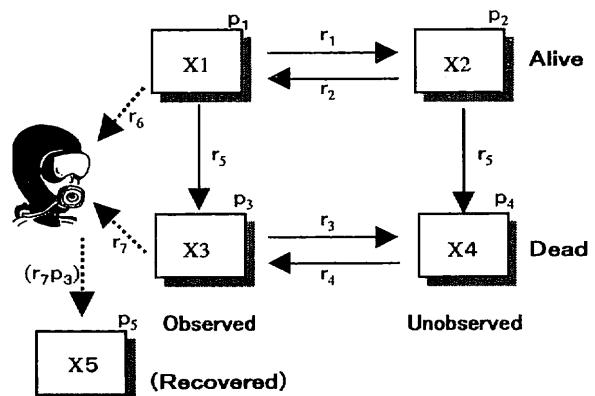 p1
p2
X1
r1
r2
X2
Alive
r6
r5
r5
p3
p4
r7
X3
r3
r4
X4
Dead
(r7p3)
p5
Observed
Unobserved
X5
(Recovered)